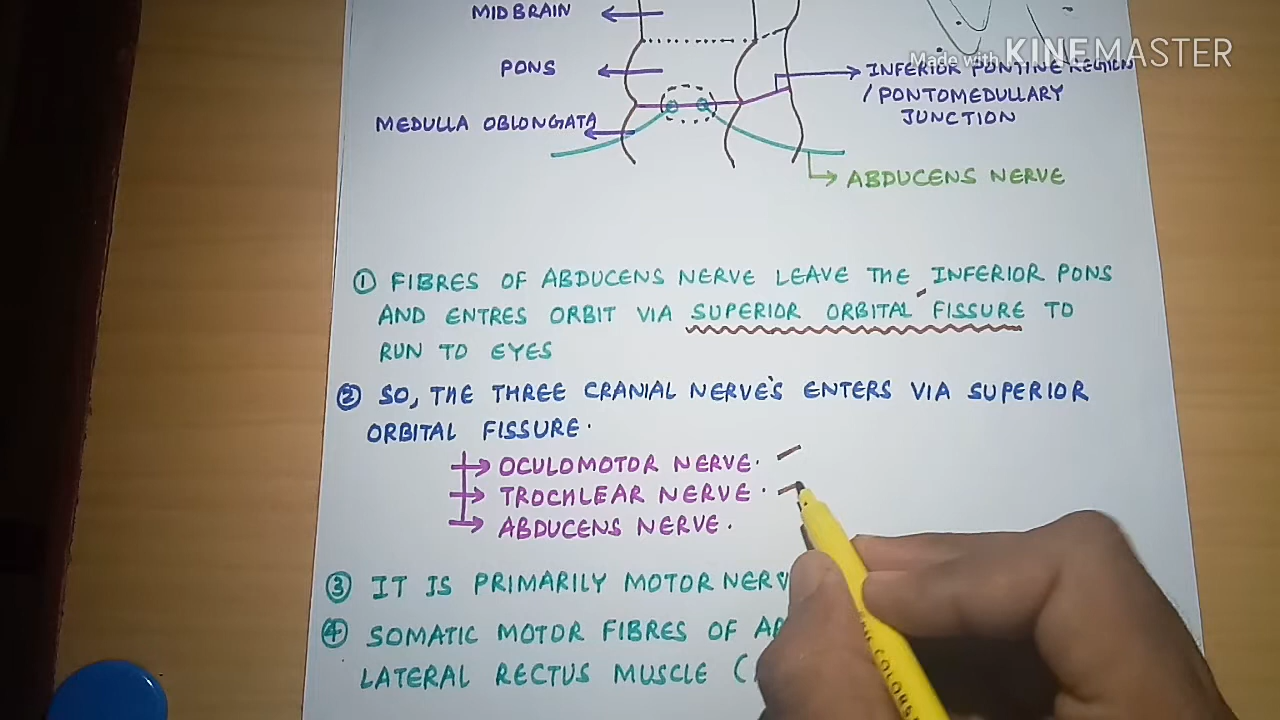 MIDBRAIN
Made with KINEMASTER
PONS
INFERIOR PONTINE REGION
/ PONTOMEDULLARY
JUNCTION
MEDULLA OBLONGATA
ABDUCENS NERVE
① FIBRES OF ABDUCENS NERVE LEAVE THE INFERIOR PONS
AND ENTRES ORBIT VIA SUPERIOR ORBITAL FISSURE TO
RUN TO EYES
② SO, THE THREE CRANIAL NERVE'S ENTERS VIA SUPERIOR
ORBITAL FISSURE.
OCULOMOTOR NERVE.
TROCHLEAR NERVE.
ABDUCENS NERVE.
③ IT IS PRIMARILY MOTOR NERV
④ SOMATIC MOTOR FIBRES OF
LATERAL RECTUS MUSCLE (